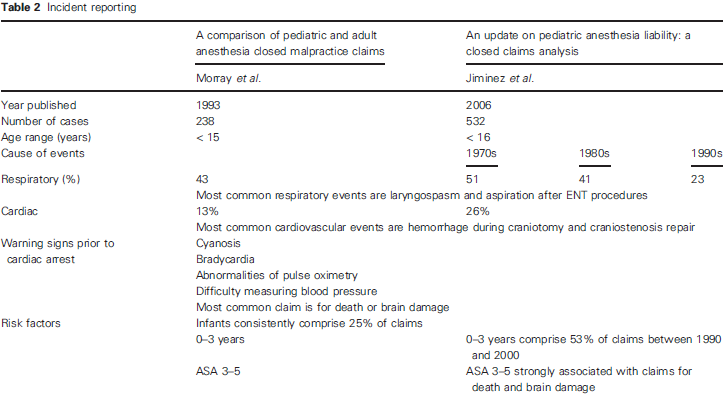 Table 2 Incident reporting
A comparison of pediatric and adult anesthesia closed malpractice claims
An update on pediatric anesthesia liability: a closed claims analysis
Morray et al.
Jiminez et al.
Year published 1993 2006
Number of cases 238 532
Age range (years) < 15 < 16
Cause of events 1970s 1980s 1990s
Respiratory (%) 43 51 41 23
Most common respiratory events are laryngospasm and aspiration after ENT procedures
Cardiac 13% 26%
Most common cardiovascular events are hemorrhage during craniotomy and craniostenosis repair
Warning signs prior to cardiac arrest
Cyanosis
Bradycardia
Abnormalities of pulse oximetry
Difficulty measuring blood pressure
Most common claim is for death or brain damage
Risk factors Infants consistently comprise 25% of claims
0–3 years 0–3 years comprise 53% of claims between 1990 and 2000
ASA 3–5 ASA 3–5 strongly associated with claims for death and brain damage